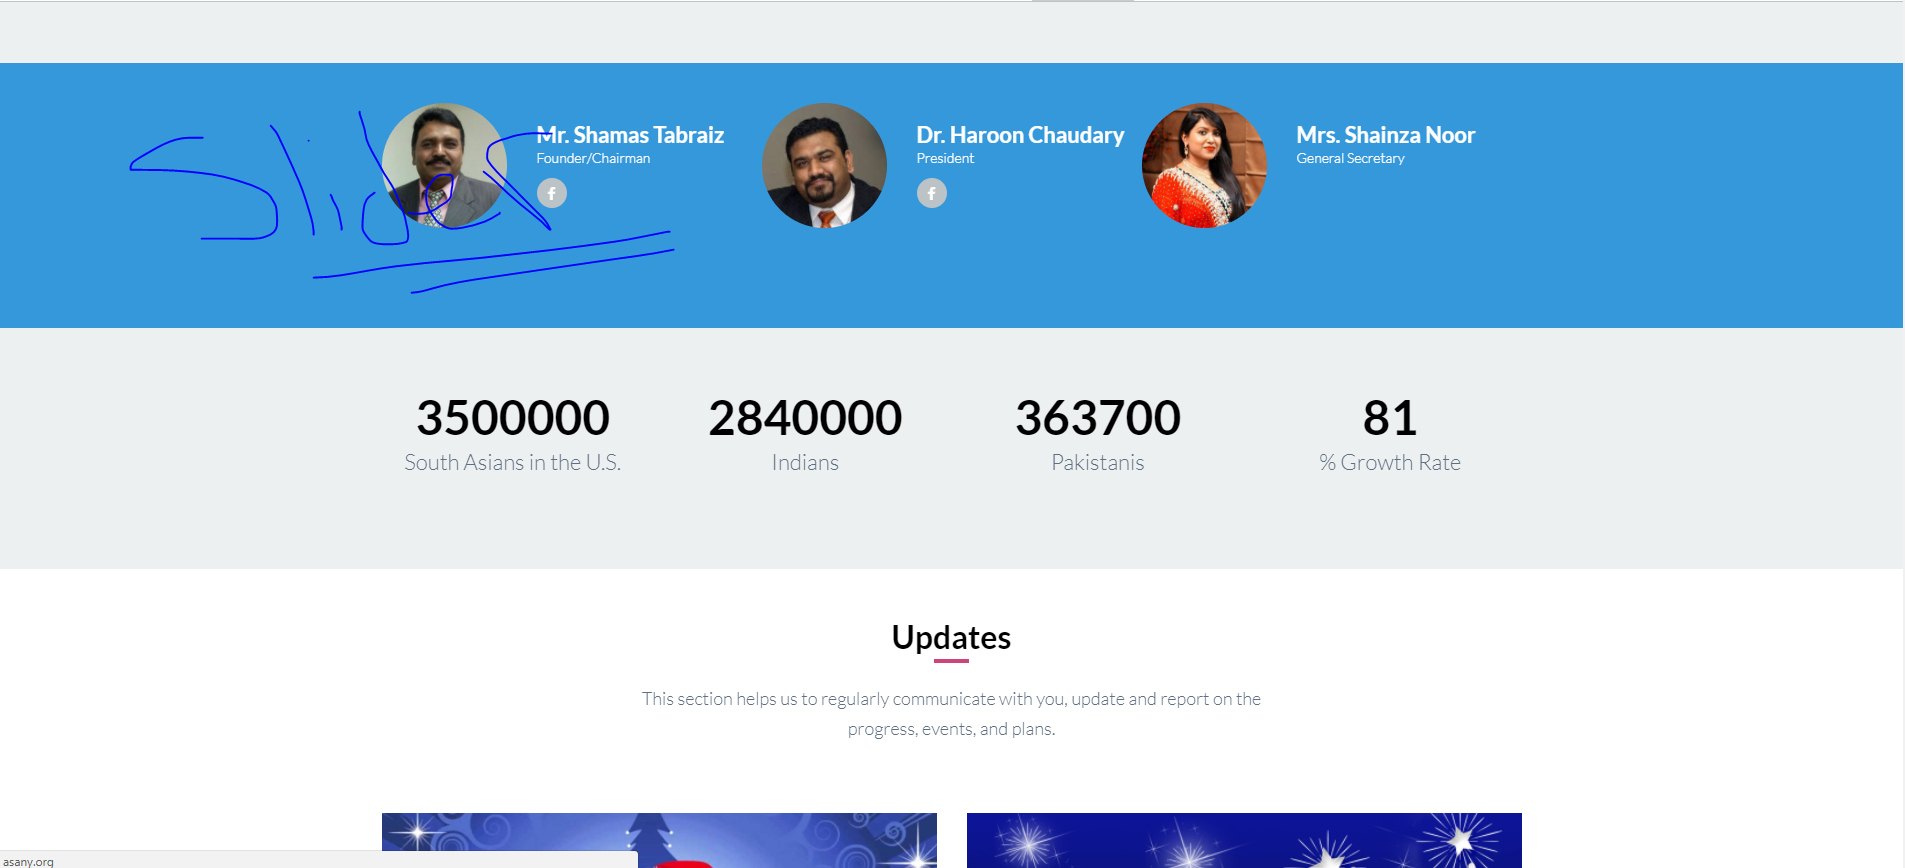 Slider
Mr. Shamas Tabraiz
Founder/Chairman
Dr. Haroon Chaudary
President
Mrs. Shainza Noor
General Secretary
3500000
South Asians in the U.S.
2840000
Indians
363700
Pakistanis
81
% Growth Rate
Updates
This section helps us to regularly communicate with you, update and report on the
progress, events, and plans.
asany.org